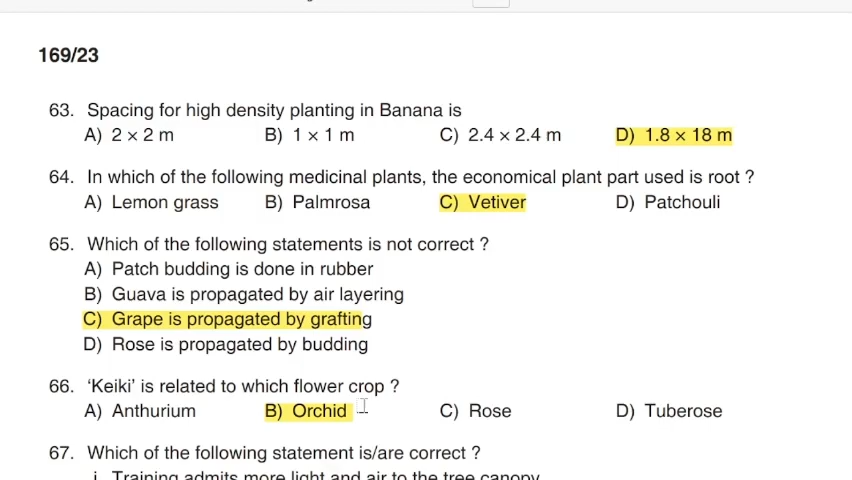 169/23
63. Spacing for high density planting in Banana is
A) 2 × 2 m B) 1 × 1 m C) 2.4 × 2.4 m D) 1.8 × 18 m
64. In which of the following medicinal plants, the economical plant part used is root ?
A) Lemon grass B) Palmrosa C) Vetiver D) Patchouli
65. Which of the following statements is not correct ?
A) Patch budding is done in rubber
B) Guava is propagated by air layering
C) Grape is propagated by grafting
D) Rose is propagated by budding
66. ‘Keiki’ is related to which flower crop ?
A) Anthurium B) Orchid C) Rose D) Tuberose
67. Which of the following statement is/are correct ?
i. Training admits more light and air to the tree canopy